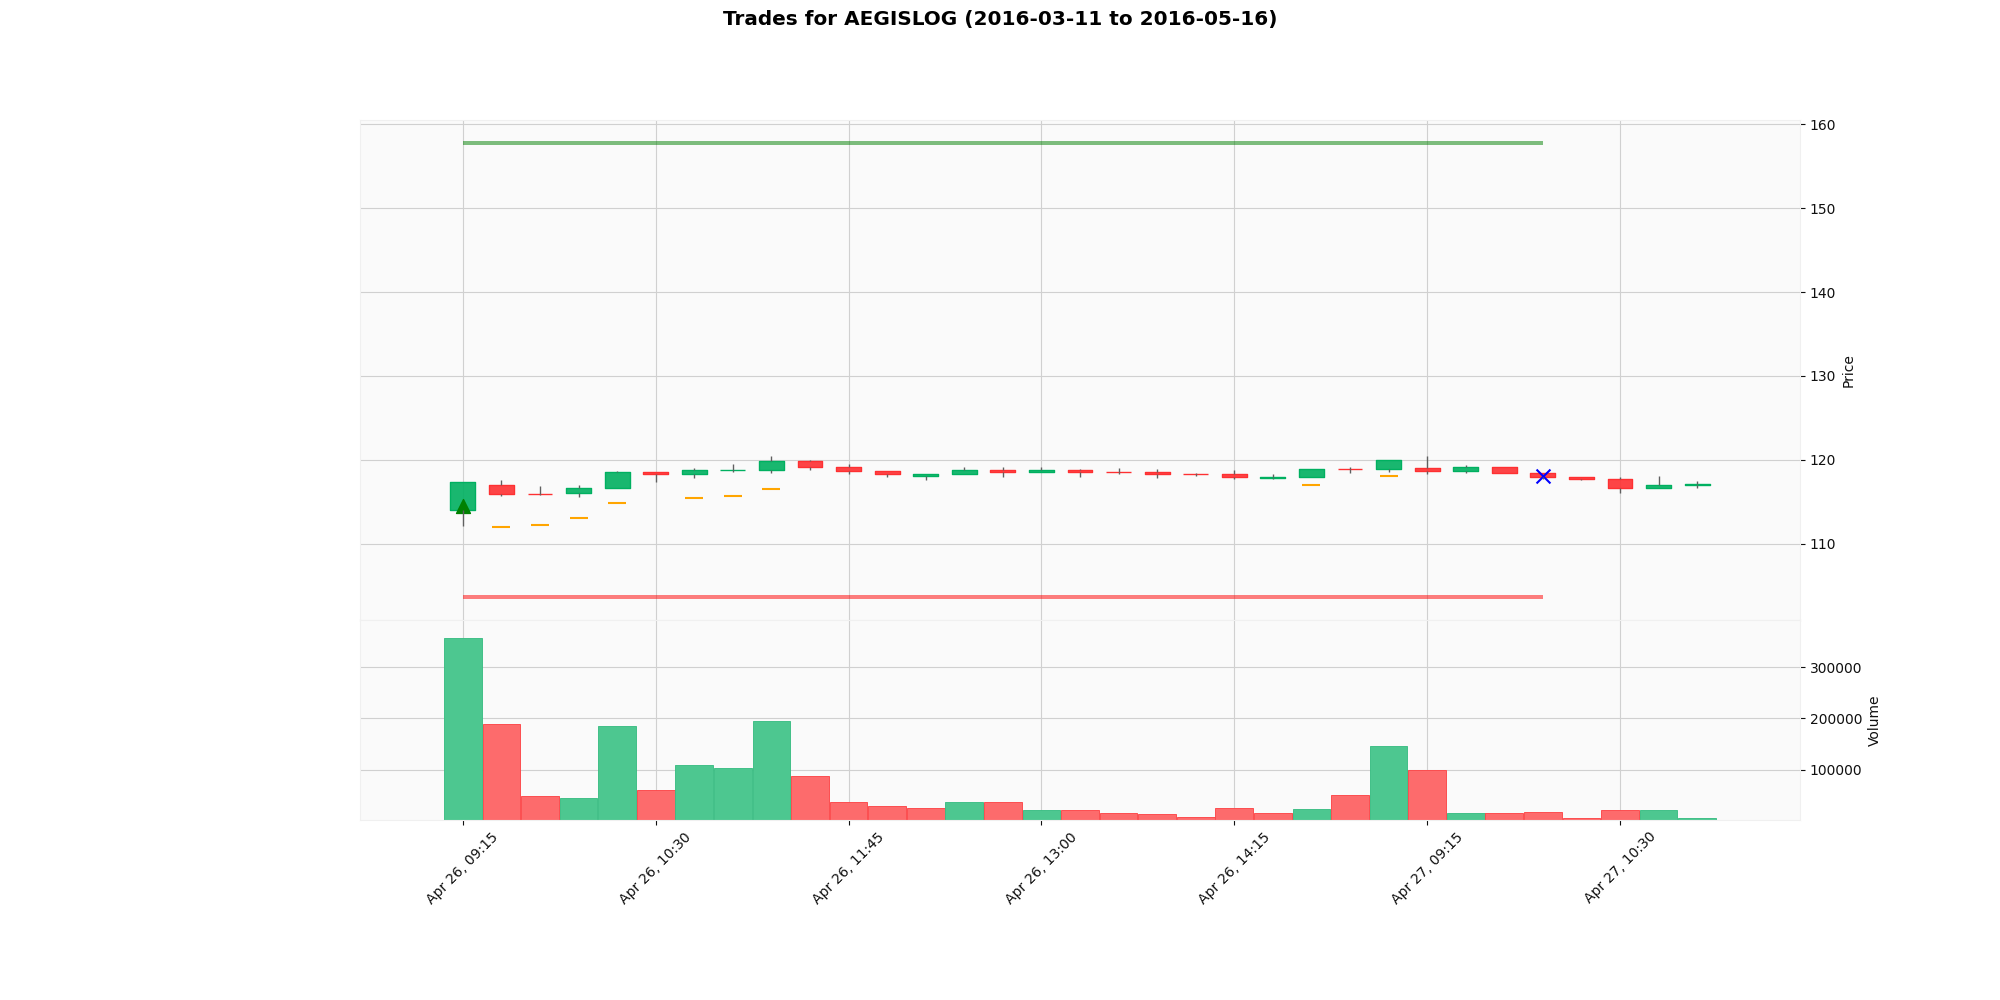 Trades for AEGISLOG (2016-03-11 to 2016-05-16)
160
150
140
130
120
110
Price
300000
200000
100000
Volume
Apr 26, 09:15
Apr 26, 10:30
Apr 26, 11:45
Apr 26, 13:00
Apr 26, 14:15
Apr 27, 09:15
Apr 27, 10:30